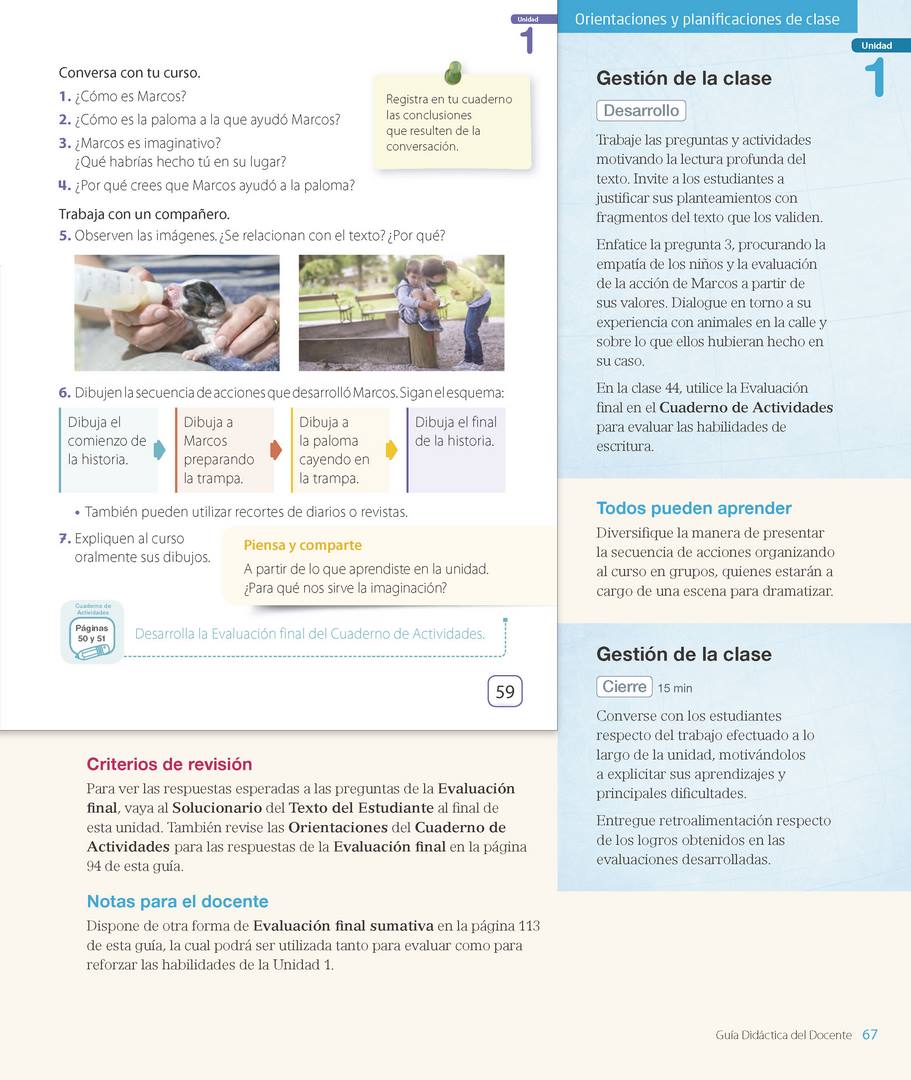 Unidad
1
Conversa con tu curso.
1. ¿Cómo es Marcos?
2. ¿Cómo es la paloma a la que ayudó Marcos?
3. ¿Marcos es imaginativo?
¿Qué habrías hecho tú en su lugar?
4. ¿Por qué crees que Marcos ayudó a la paloma?
Registra en tu cuaderno
las conclusiones
que resulten de la
conversación.
Trabaja con un compañero.
5. Observen las imágenes. ¿Se relacionan con el texto? ¿Por qué?
6. Dibujen la secuencia de acciones que desarrolló Marcos. Sigan el esquema:
Dibuja el
comienzo de
la historia.
Dibuja a
Marcos
preparando
la trampa.
Dibuja a
la paloma
cayendo en
la trampa.
Dibuja el final
de la historia.
• También pueden utilizar recortes de diarios o revistas.
7. Expliquen al curso
oralmente sus dibujos.
Piensa y comparte
A partir de lo que aprendiste en la unidad.
¿Para qué nos sirve la imaginación?
Cuaderno de
Actividades
Páginas
50 y 51
Desarrolla la Evaluación final del Cuaderno de Actividades.
59
Criterios de revisión
Para ver las respuestas esperadas a las preguntas de la Evaluación
final, vaya al Solucionario del Texto del Estudiante al final de
esta unidad. También revise las Orientaciones del Cuaderno de
Actividades para las respuestas de la Evaluación final en la página
94 de esta guía.
Notas para el docente
Dispone de otra forma de Evaluación final sumativa en la página 113
de esta guía, la cual podrá ser utilizada tanto para evaluar como para
reforzar las habilidades de la Unidad 1.
Orientaciones y planificaciones de clase
Unidad
1
Gestión de la clase
Desarrollo
Trabaje las preguntas y actividades
motivando la lectura profunda del
texto. Invite a los estudiantes a
justificar sus planteamientos con
fragmentos del texto que los validen.
Enfatice la pregunta 3, procurando la
empatía de los niños y la evaluación
de la acción de Marcos a partir de
sus valores. Dialogue en torno a su
experiencia con animales en la calle y
sobre lo que ellos hubieran hecho en
su caso.
En la clase 44, utilice la Evaluación
final en el Cuaderno de Actividades
para evaluar las habilidades de
escritura.
Todos pueden aprender
Diversifique la manera de presentar
la secuencia de acciones organizando
al curso en grupos, quienes estarán a
cargo de una escena para dramatizar.
Gestión de la clase
Cierre 15 min
Converse con los estudiantes
respecto del trabajo efectuado a lo
largo de la unidad, motivándolos
a explicitar sus aprendizajes y
principales dificultades.
Entregue retroalimentación respecto
de los logros obtenidos en las
evaluaciones desarrolladas.
Guía Didáctica del Docente 67